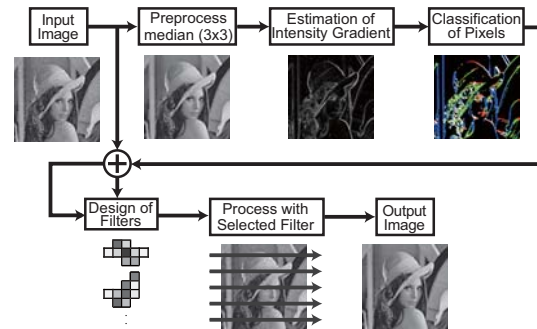 Input
Image
Preprocess
median (3x3)
Estimation of
Intensity Gradient
Classification
of Pixels
Design of
Filters
Process with
Selected Filter
Output
Image